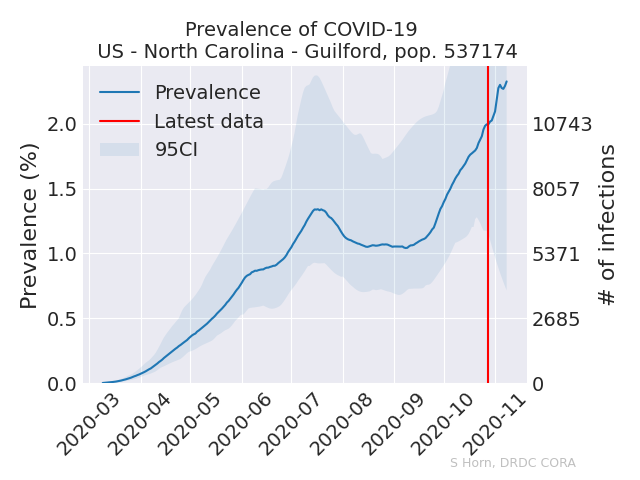 Prevalence of COVID-19
US - North Carolina - Guilford, pop. 537174
Prevalence
Latest data
95CI
Prevalence (%)
2.0
1.5
1.0
0.5
0.0
10743
8057
5371
2685
0
# of infections
2020-03
2020-04
2020-05
2020-06
2020-07
2020-08
2020-09
2020-10
2020-11
S Horn, DRDC CORA